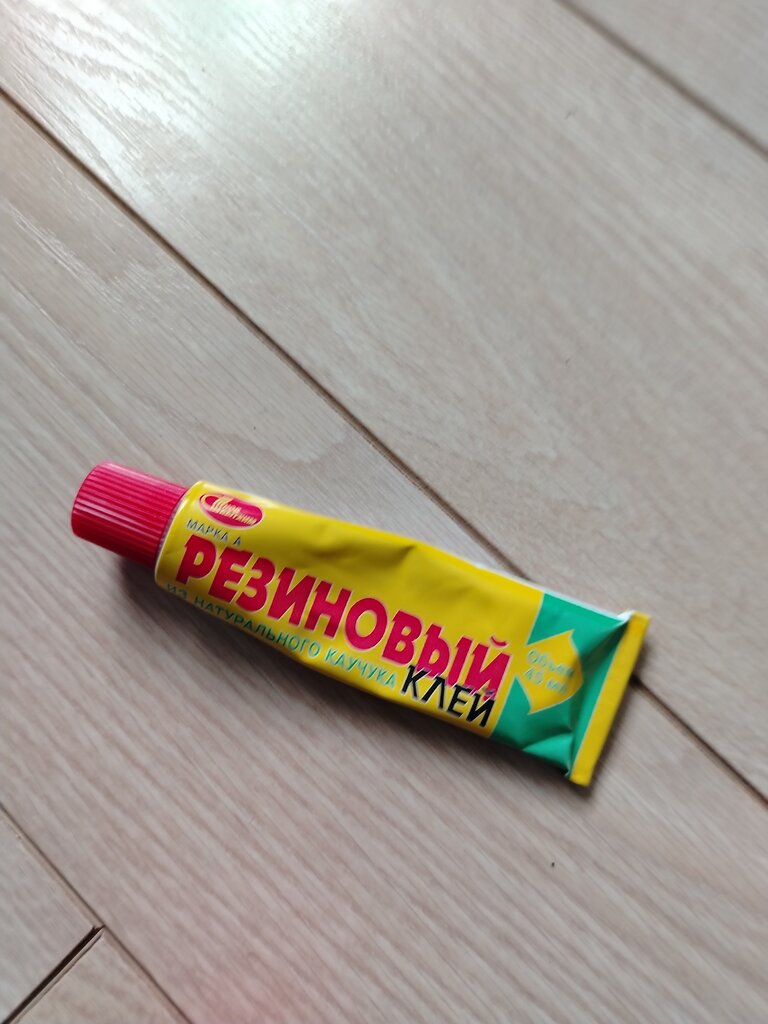 МАРКА А
РЕЗИНОВЫЙ
КЛЕЙ
ИЗ НАТУРАЛЬНОГО КАУЧУКА
Объем
45 мл